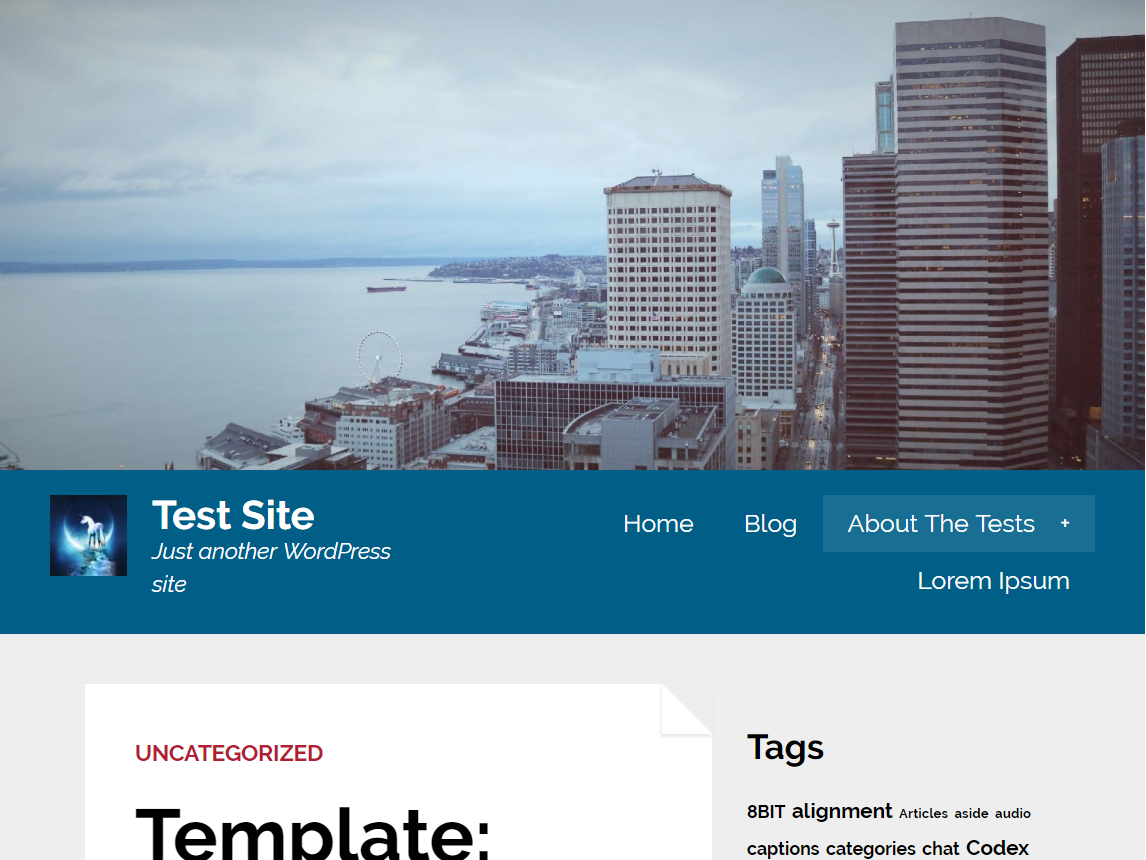 Test Site
Just another WordPress
site
Home Blog About The Tests +
Lorem Ipsum
UNCATEGORIZED
Template:
Tags
8BIT alignment Articles aside audio
captions categories chat Codex